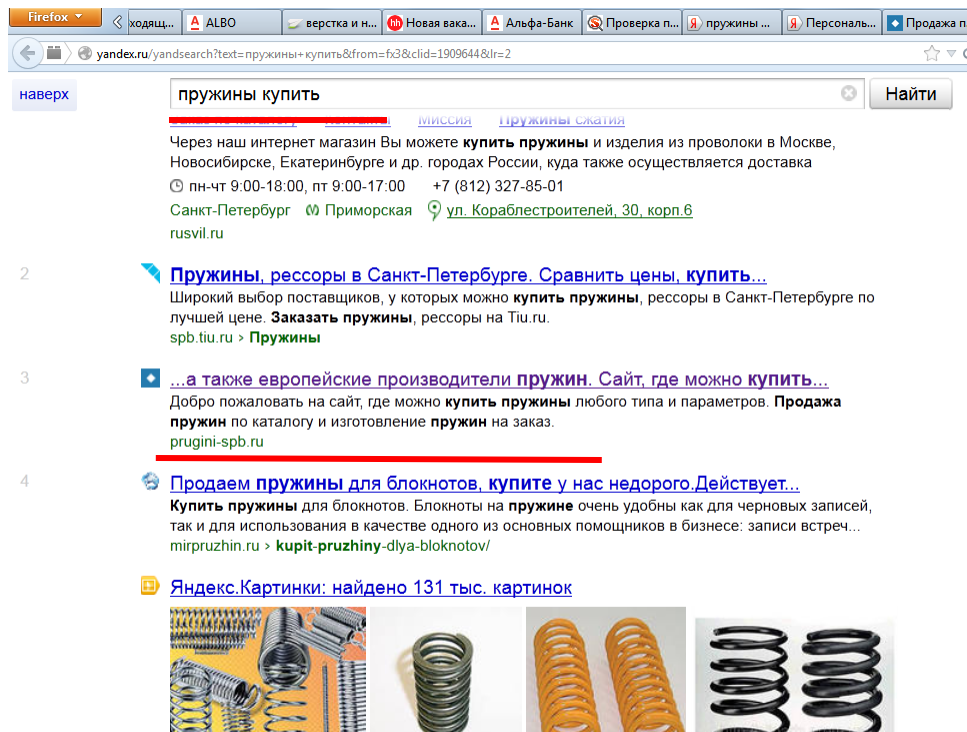 Firefox
ходящ...
ALBO
верстка и н...
Новая вака...
Альфа-Банк
Проверка п...
пружины ...
Персональ...
Продажа п
yandex.ru/yandsearch?text=пружины+купить&from=fx3&clid=1909644&lr=2
наверх
пружины купить
Найти
Миссия Пружины сжатия
Через наш интернет магазин Вы можете купить пружины и изделия из проволоки в Москве,
Новосибирске, Екатеринбурге и др. городах России, куда также осуществляется доставка
пн-чт 9:00-18:00, пт 9:00-17:00 +7 (812) 327-85-01
Санкт-Петербург Приморская ул. Кораблестроителей, 30, корп.6
rusvil.ru
2
Пружины, рессоры в Санкт-Петербурге. Сравнить цены, купить...
Широкий выбор поставщиков, у которых можно купить пружины, рессоры в Санкт-Петербурге по
лучшей цене. Заказать пружины, рессоры на Tiu.ru.
spb.tiu.ru › Пружины
3
...а также европейские производители пружин. Сайт, где можно купить...
Добро пожаловать на сайт, где можно купить пружины любого типа и параметров. Продажа
пружин по каталогу и изготовление пружин на заказ.
prugini-spb.ru
4
Продаем пружины для блокнотов, купите у нас недорого.Действует...
Купить пружины для блокнотов. Блокноты на пружине очень удобны как для черновых записей,
так и для использования в качестве одного из основных помощников в бизнесе: записи встреч...
mirpruzhin.ru › kupit-pruzhiny-dlya-bloknotov/
Яндекс.Картинки: найдено 131 тыс. картинок